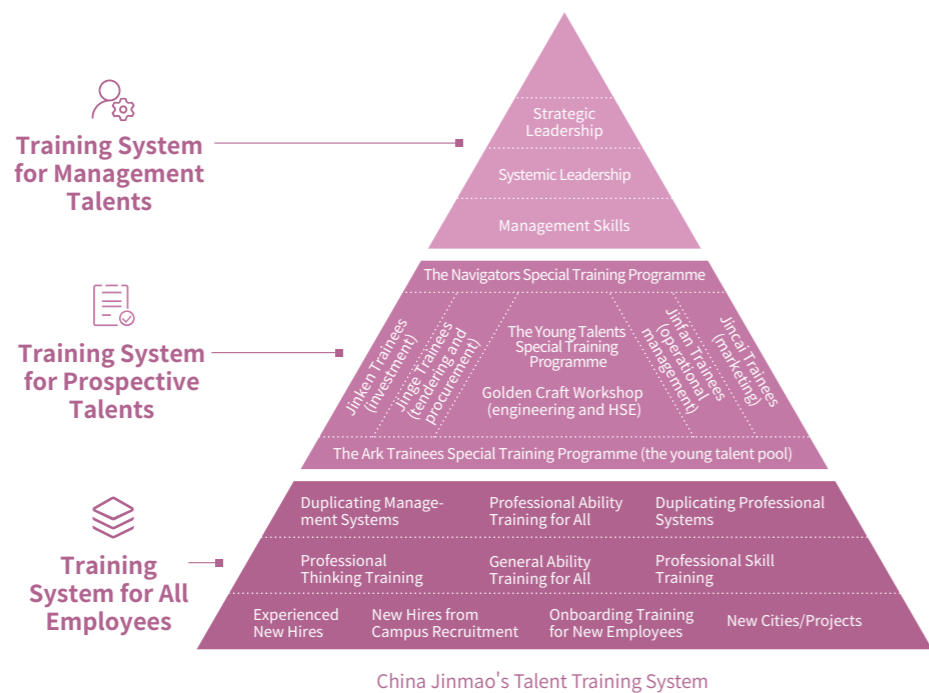 Training System
for Management
Talents
Strategic
Leadership
Systemic Leadership
Management Skills
Training System
for Prospective
Talents
The Navigators Special Training Programme
Jinken Trainees
(investment)
Jinge Trainees
(tendering and
procurement)
The Young Talents
Special Training
Programme
Golden Craft Workshop
(engineering and HSE)
Jinfan Trainees
(operational
management)
Jincai Trainees
(marketing)
The Ark Trainees Special Training Programme (the young talent pool)
Training
System for All
Employees
Duplicating Manage-
ment Systems
Professional Ability
Training for All
Duplicating Professional
Systems
Professional
Thinking Training
General Ability
Training for All
Professional Skill
Training
Experienced
New Hires
New Hires from
Campus Recruitment
Onboarding Training
for New Employees
New Cities/Projects
China Jinmao's Talent Training System